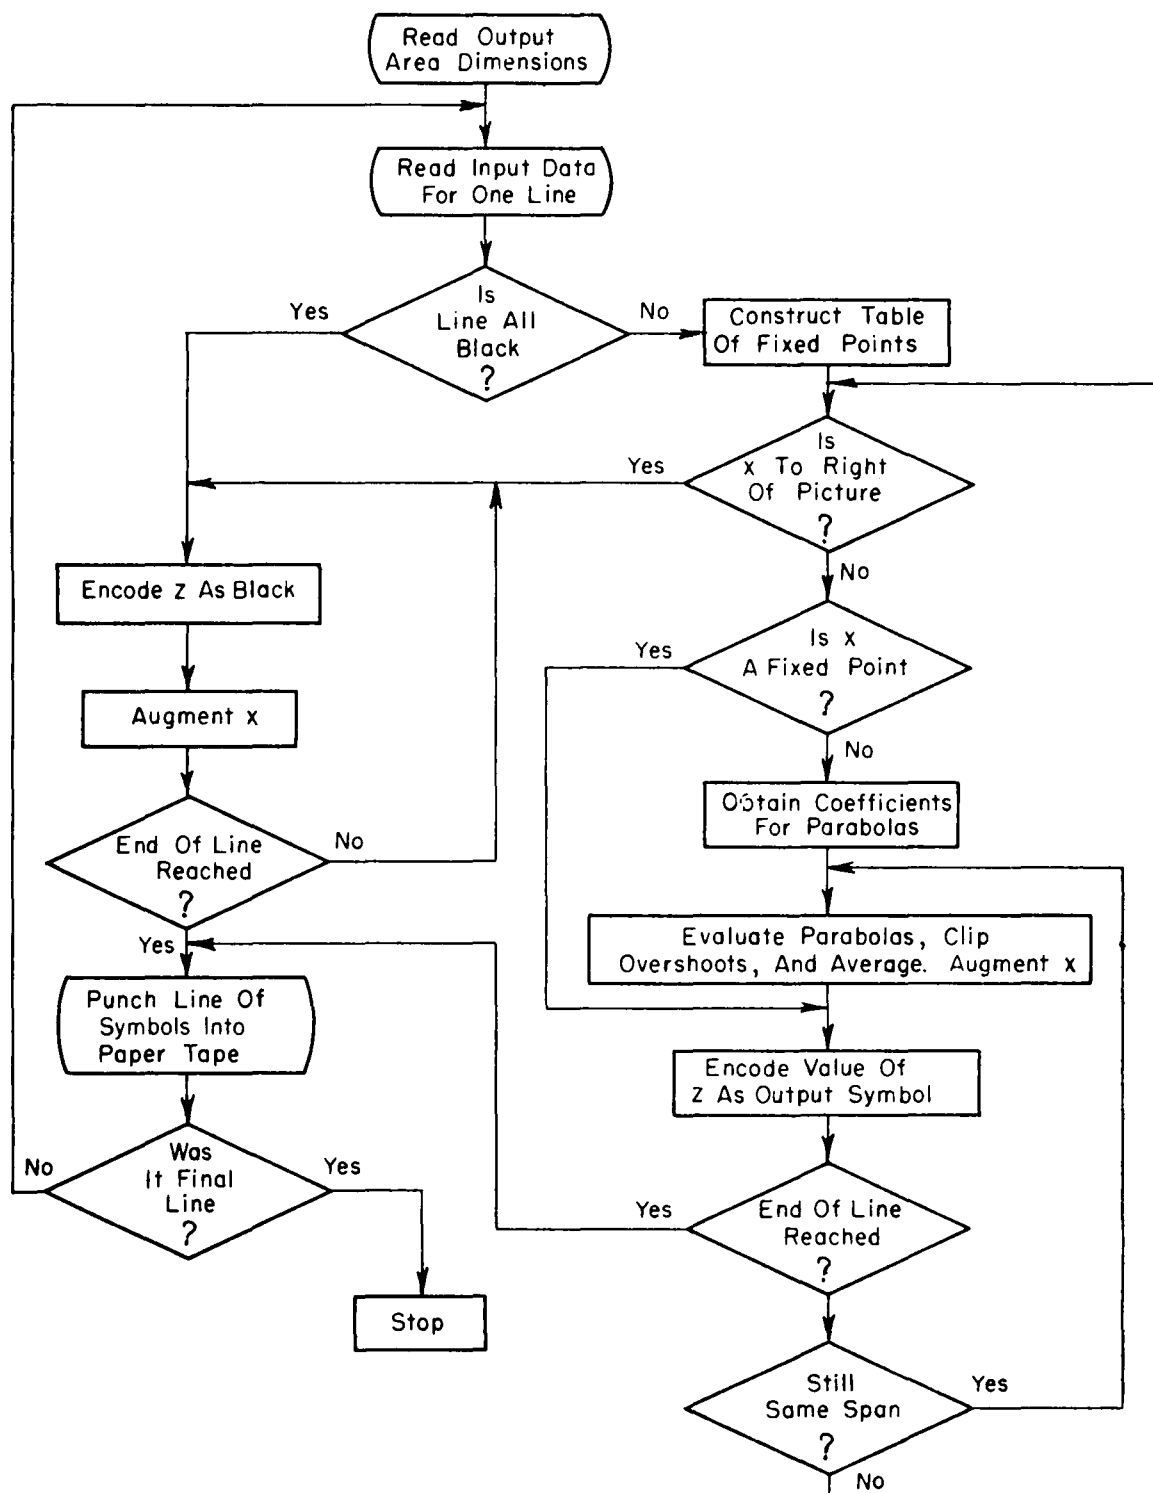 Read Output
Area Dimensions
Read Input Data
For One Line
Is
Line All
Black
?
Yes
No
Construct Table
Of Fixed Points
Is
x To Right
Of Picture
?
Yes
No
Encode z As Black
Augment x
End Of Line
Reached
?
No
Yes
Is x
A Fixed Point
?
Yes
No
Obtain Coefficients
For Parabolas
Evaluate Parabolas, Clip
Overshoots, And Average. Augment x
Punch Line Of
Symbols Into
Paper Tape
Encode Value Of
z As Output Symbol
Was
It Final
Line
?
No
Yes
Stop
End Of Line
Reached
?
Yes
Still
Same Span
?
Yes
No